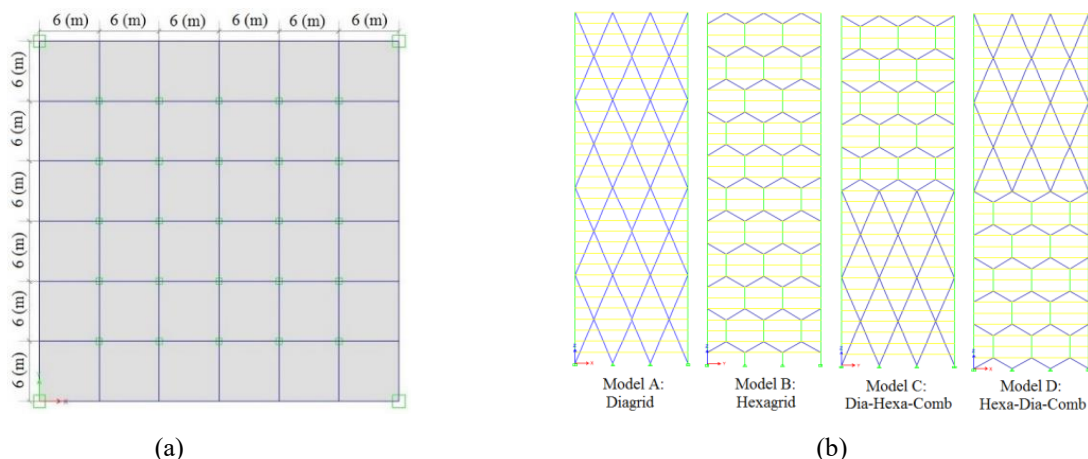 6 (m) 6 (m) 6 (m) 6 (m) 6 (m) 6 (m)
6 (m)
6 (m)
6 (m)
6 (m)
6 (m)
6 (m)
X
Z
X
Z
Y
Z
Y
Z
X
Model A:
Diagrid
Model B:
Hexagrid
Model C:
Dia-Hexa-Comb
Model D:
Hexa-Dia-Comb
(a)
(b)